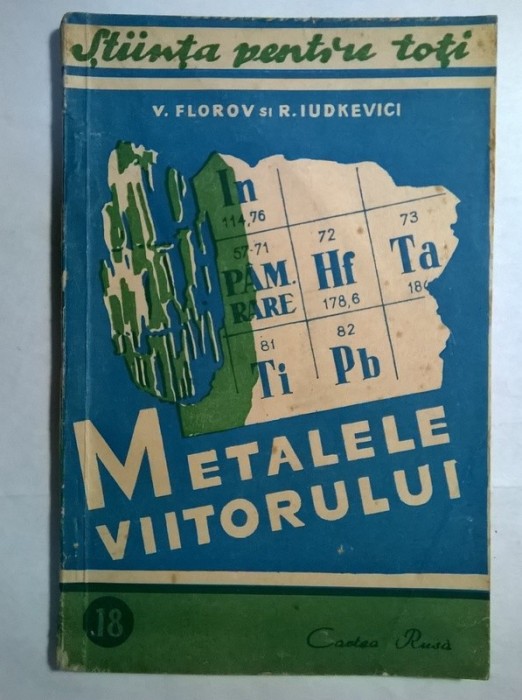 Știința pentru toți
V. FLOROV SI R. IUDKEVICI
In
114,76
73
72
57-71
Ta
PĂM.
Hf
RARE
178,6
82
81
Pb
Ti
METALELE
VIITORULUI
18
Cartea Rusă